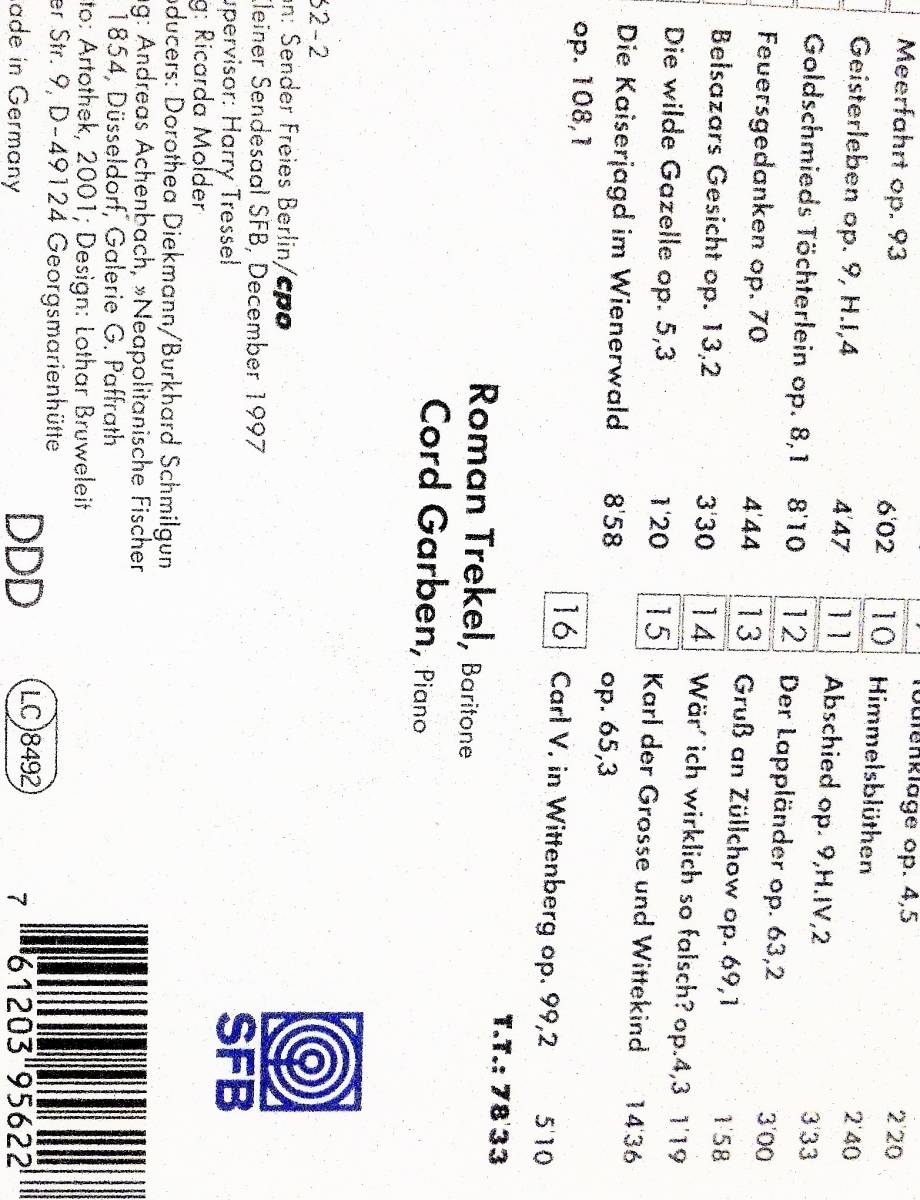 Meerfahrt op. 93 6'02
Geisterleben op. 9, H.I,4 4'47
Goldschmieds Töchterlein op. 8,1 8'10
Feuersgedanken op. 70 4'44
Belsazars Gesicht op. 13,2 3'30
Die wilde Gazelle op. 5,3 1'20
Die Kaiserjagd im Wienerwald 8'58
op. 108,1
klage op. 4,5
10 Himmelsblüthen 2'20
11 Abschied op. 9,H.IV,2 2'40
12 Der Lappländer op. 63,2 3'33
13 Gruß an Züllchow op. 69,1 3'00
14 Wär' ich wirklich so falsch? op.4,3 1'58
15 Karl der Grosse und Wittekind 1'19
op. 65,3 14'36
16 Carl V. in Wittenberg op. 99,2 5'10
T.T.: 78'33
Roman Trekel, Baritone
Cord Garben, Piano
62-2
n: Sender Freies Berlin/cpo
leiner Sendesaal SFB, December 1997
upervisor: Harry Tressel
g: Ricarda Molder
oducers: Dorothea Diekmann/Burkhard Schmilgun
g: Andreas Achenbach, »Neapolitanische Fischer
1854, Düsseldorf, Galerie G. Paffrath
to: Artothek, 2001; Design: Lothar Bruweleit
er Str. 9, D-49124 Georgsmarienhütte
ade in Germany
DDD
LC 8492
SFB
7 61203 95622